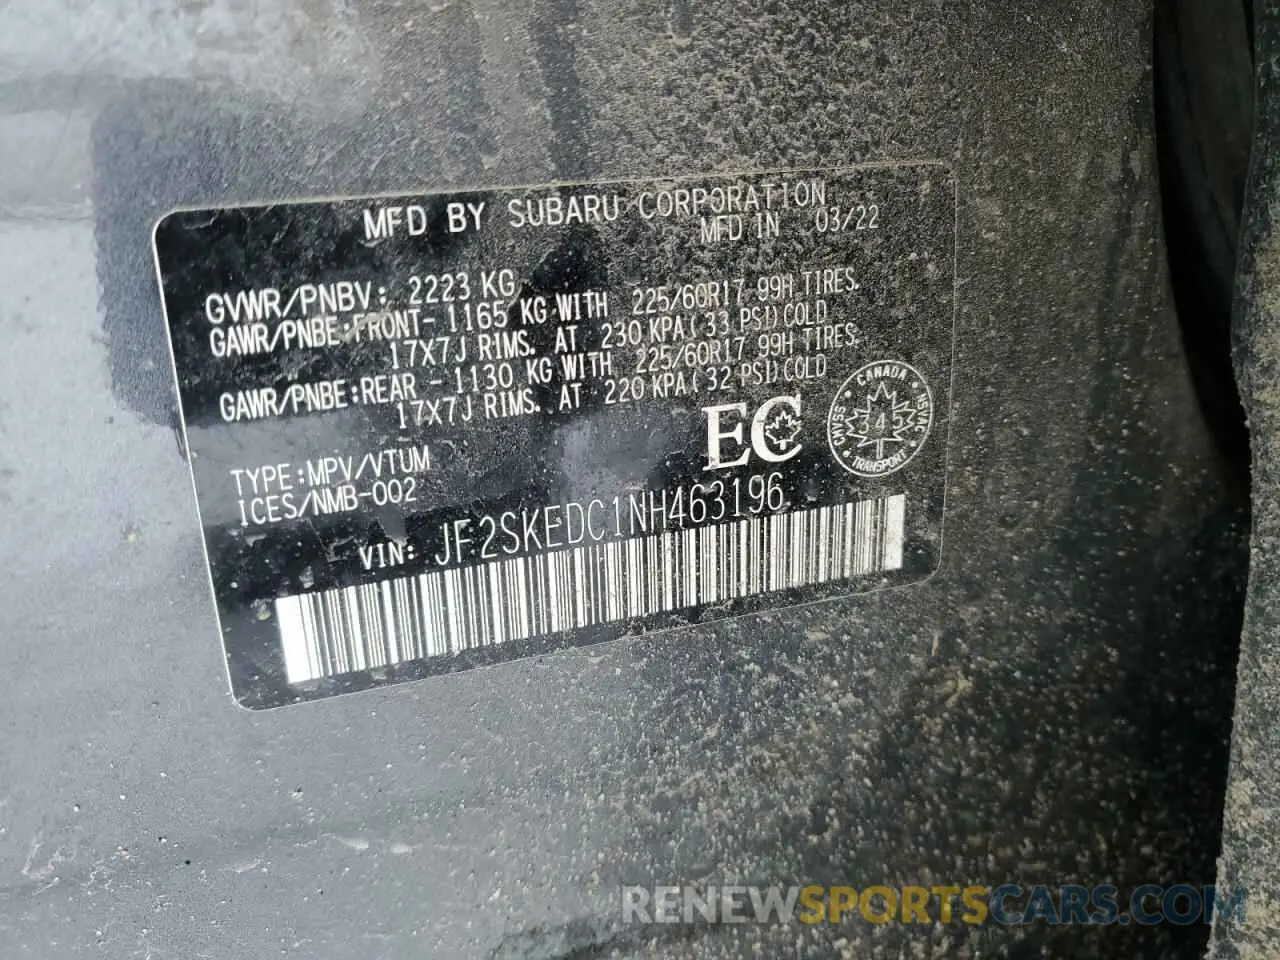 MFD BY SUBARU CORPORATION
MFD IN 03/22
GVWR/PNBV: 2223 KG
GAWR/PNBE:FRONT- 1165 KG WITH 225/60R17 99H TIRES.
17X7J RIMS. AT 230 KPA(33 PSI)COLD
GAWR/PNBE:REAR - 1130 KG WITH 225/60R17 99H TIRES.
17X7J RIMS. AT 220 KPA(32 PSI)COLD
EC
CANADA
NSVAC
345
SSVMC
TRANSPORT
TYPE:MPV/VTUM
ICES/NMB-002
VIN: JF2SKEDC1NH463196
RENEWSPORTSCARS.COM